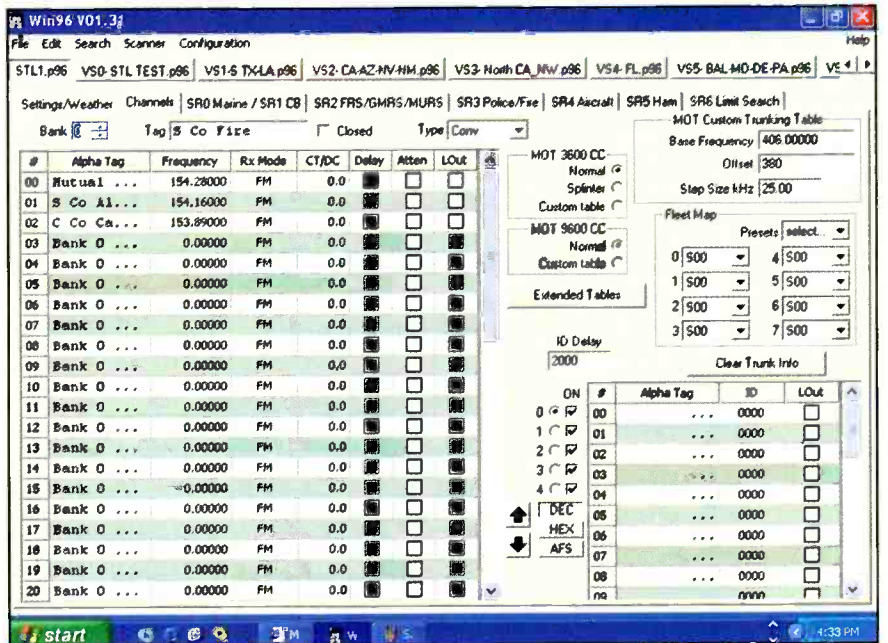 Win96 V01.31
File Edit Search Scanner Configuration Help
STL1.p96 VS0-STL TEST.p96 VS1-S TX-LA.p96 VS2-CA-AZ-NV-NM.p96 VS3-North CA_NW.p96 VS4-FL.p96 VS5-BAL-MD-DE-PA.p96
Settings/Weather Channels SR0 Marine / SR1 CB SR2 FRS/GMRS/MURS SR3 Police/Fire SR4 Aircraft SR5 Ham SR6 Limit Search
Bank 0 Tag S Co Fire Closed Type Conv
# Alpha Tag Frequency Rx Mode CT/DC Delay Atten LOut
00 Mutual ... 154.28000 FM 0.0
01 S Co Al... 154.16000 FM 0.0
02 C Co Ca... 153.89000 FM 0.0
03 Bank 0 ... 0.00000 FM 0.0
04 Bank 0 ... 0.00000 FM 0.0
05 Bank 0 ... 0.00000 FM 0.0
06 Bank 0 ... 0.00000 FM 0.0
07 Bank 0 ... 0.00000 FM 0.0
08 Bank 0 ... 0.00000 FM 0.0
09 Bank 0 ... 0.00000 FM 0.0
10 Bank 0 ... 0.00000 FM 0.0
11 Bank 0 ... 0.00000 FM 0.0
12 Bank 0 ... 0.00000 FM 0.0
13 Bank 0 ... 0.00000 FM 0.0
14 Bank 0 ... 0.00000 FM 0.0
15 Bank 0 ... 0.00000 FM 0.0
16 Bank 0 ... 0.00000 FM 0.0
17 Bank 0 ... 0.00000 FM 0.0
18 Bank 0 ... 0.00000 FM 0.0
19 Bank 0 ... 0.00000 FM 0.0
20 Bank 0 ... 0.00000 FM 0.0
MOT 3600 CC
Normal
Splinter
Custom table
MOT 9600 CC
Normal
Custom table
Extended Tables
MOT Custom Trunking Table
Base Frequency 406.00000
Offset 380
Step Size kHz 25.00
Fleet Map
Presets select...
0 S00 4 S00
1 S00 5 S00
2 S00 6 S00
3 S00 7 S00
ID Delay
2000
Clear Trunk Info
ON
0
1
2
3
4
DEC
HEX
AFS
# Alpha Tag ID LOut
00 ... 0000
01 ... 0000
02 ... 0000
03 ... 0000
04 ... 0000
05 ... 0000
06 ... 0000
07 ... 0000
08 ... 0000
09 0000
start M W S 4:33 PM